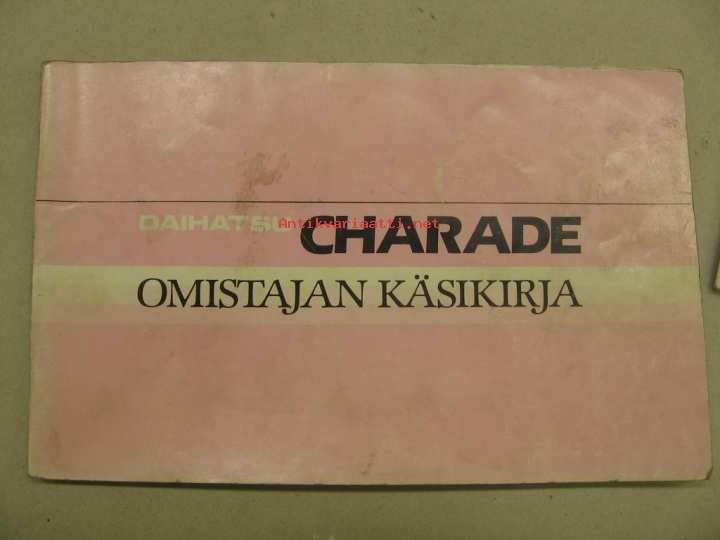 DAIHATSU CHARADE
Antikvariaatti.net
OMISTAJAN KÄSIKIRJA